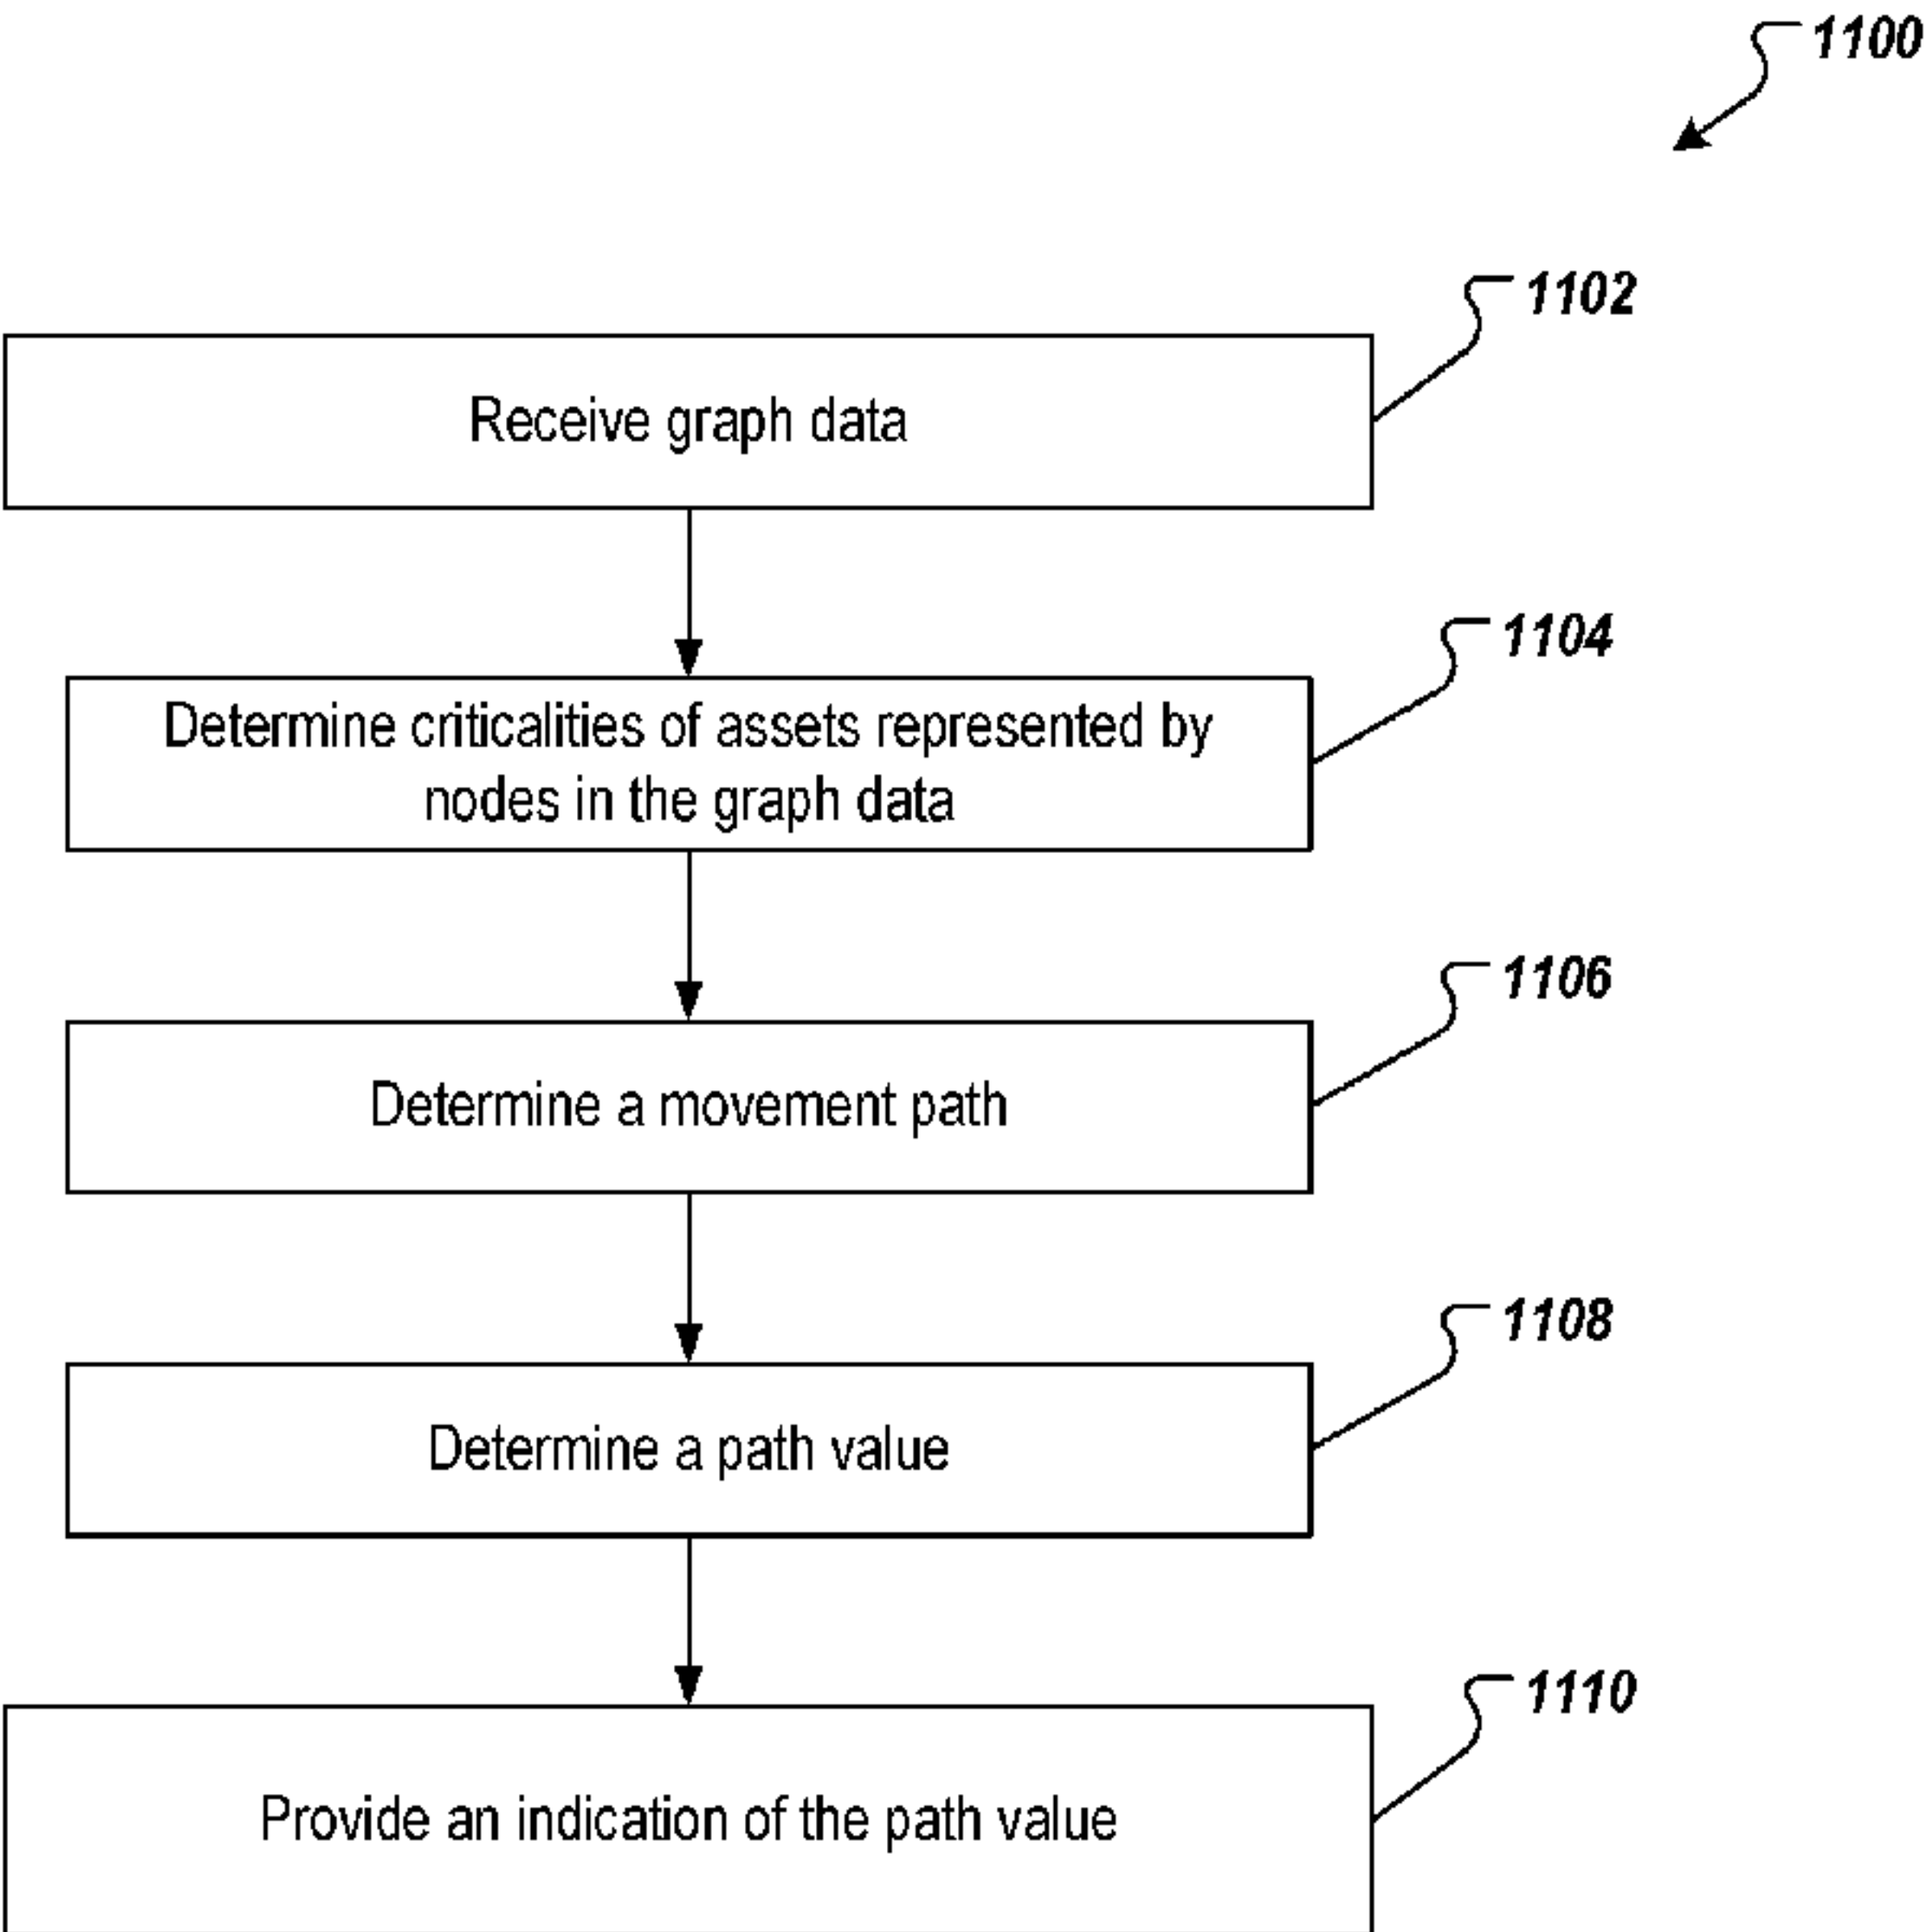 1100
1102
Receive graph data
1104
Determine criticalities of assets represented by
nodes in the graph data
1106
Determine a movement path
1108
Determine a path value
1110
Provide an indication of the path value